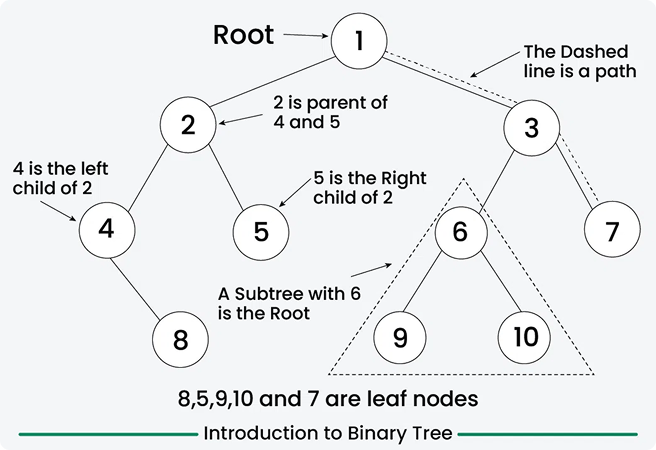 Root
1
The Dashed
line is a path
2 is parent of
4 and 5
2
3
4 is the left
child of 2
5 is the Right
child of 2
4
5
6
7
A Subtree with 6
is the Root
8
9
10
8,5,9,10 and 7 are leaf nodes
Introduction to Binary Tree